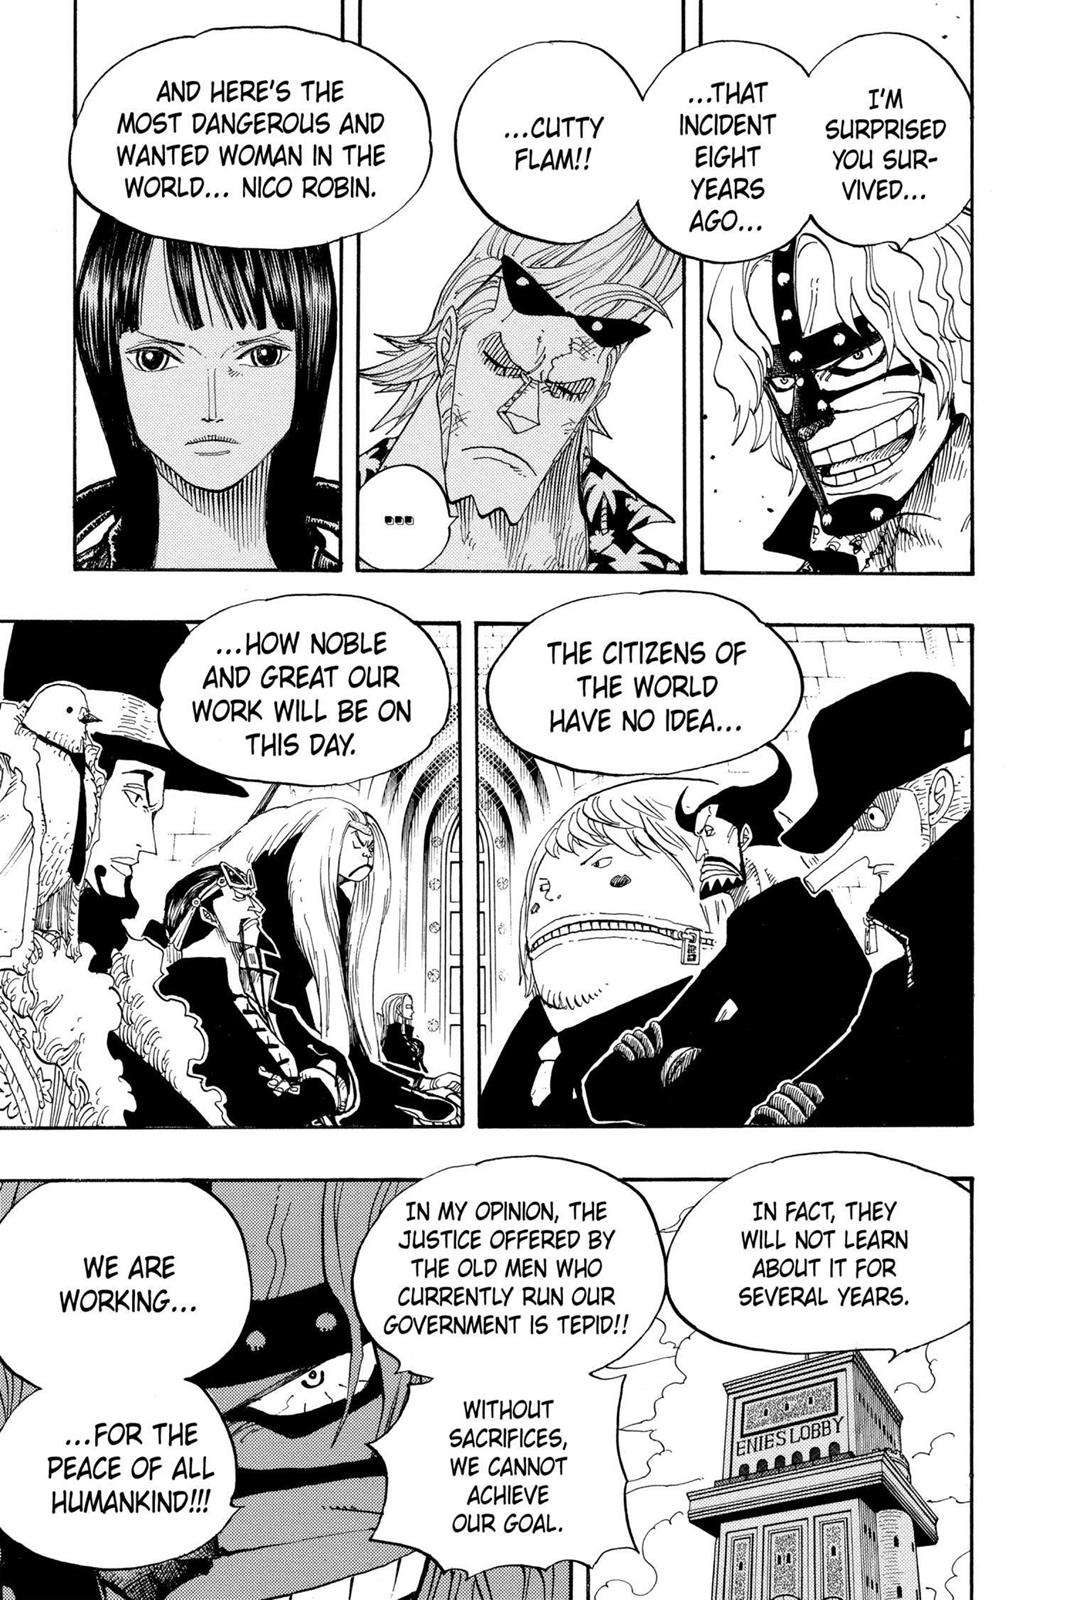 I'M
SURPRISED
YOU SUR-
VIVED...
...THAT
INCIDENT
EIGHT
YEARS
AGO...
...CUTTY
FLAM!!
...
AND HERE'S THE
MOST DANGEROUS AND
WANTED WOMAN IN THE
WORLD... NICO ROBIN.
THE CITIZENS OF
THE WORLD
HAVE NO IDEA...
...HOW NOBLE
AND GREAT OUR
WORK WILL BE ON
THIS DAY.
IN FACT, THEY
WILL NOT LEARN
ABOUT IT FOR
SEVERAL YEARS.
ENIES LOBBY
IN MY OPINION, THE
JUSTICE OFFERED BY
THE OLD MEN WHO
CURRENTLY RUN OUR
GOVERNMENT IS TEPID!!
WITHOUT
SACRIFICES,
WE CANNOT
ACHIEVE
OUR GOAL.
WE ARE
WORKING...
...FOR THE
PEACE OF ALL
HUMANKIND!!!